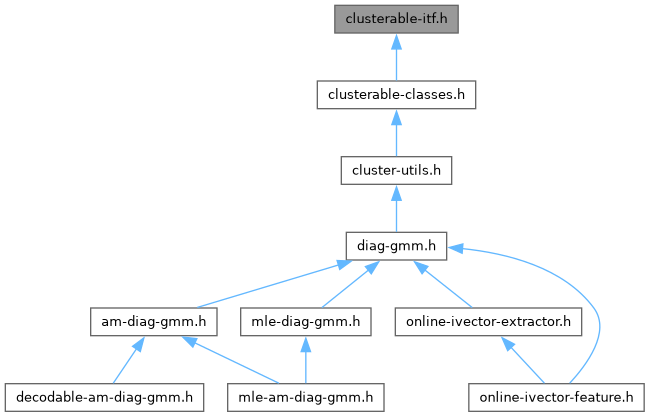 clusterable-itf.h
clusterable-classes.h
cluster-utils.h
diag-gmm.h
am-diag-gmm.h
mle-diag-gmm.h
online-ivector-extractor.h
decodable-am-diag-gmm.h
mle-am-diag-gmm.h
online-ivector-feature.h